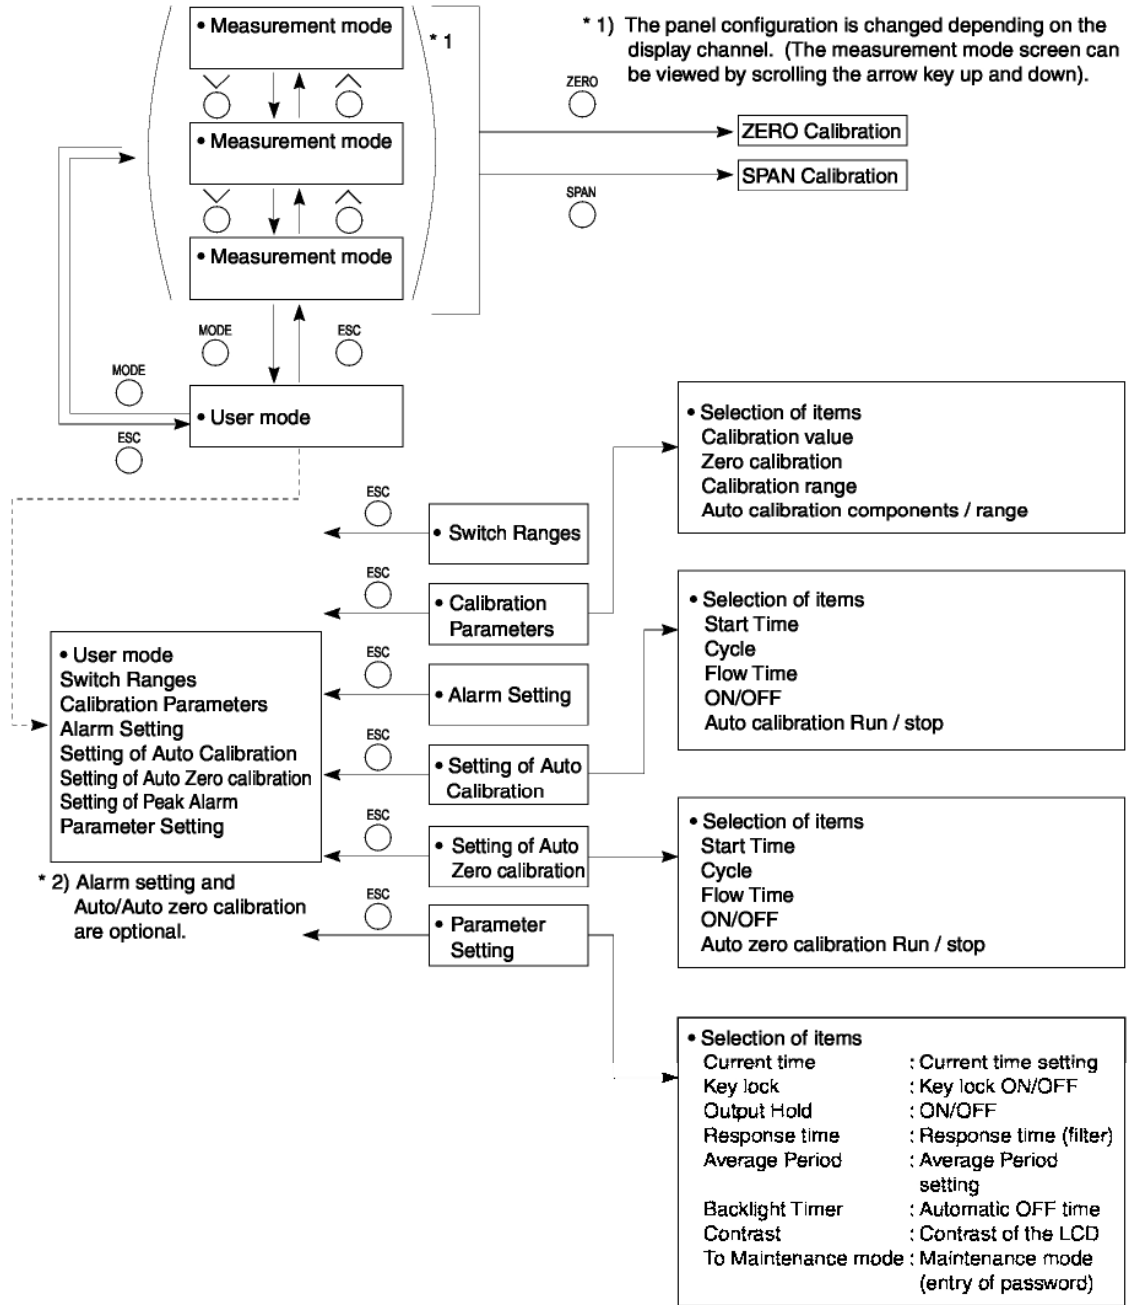 • Measurement mode
* 1
* 1) The panel configuration is changed depending on the
display channel. (The measurement mode screen can
be viewed by scrolling the arrow key up and down).
ZERO
• Measurement mode
ZERO Calibration
SPAN Calibration
SPAN
• Measurement mode
MODE
ESC
MODE
• User mode
ESC
• Selection of items
Calibration value
Zero calibration
Calibration range
Auto calibration components / range
ESC
• Switch Ranges
ESC
• Calibration
Parameters
• Selection of items
Start Time
Cycle
Flow Time
ON/OFF
Auto calibration Run / stop
• User mode
Switch Ranges
Calibration Parameters
Alarm Setting
Setting of Auto Calibration
Setting of Auto Zero calibration
Setting of Peak Alarm
Parameter Setting
ESC
• Alarm Setting
ESC
• Setting of Auto
Calibration
ESC
• Setting of Auto
Zero calibration
• Selection of items
Start Time
Cycle
Flow Time
ON/OFF
Auto zero calibration Run / stop
* 2) Alarm setting and
Auto/Auto zero calibration
are optional.
ESC
• Parameter
Setting
• Selection of items
Current time : Current time setting
Key lock : Key lock ON/OFF
Output Hold : ON/OFF
Response time : Response time (filter)
Average Period : Average Period
setting
Backlight Timer : Automatic OFF time
Contrast : Contrast of the LCD
To Maintenance mode : Maintenance mode
(entry of password)